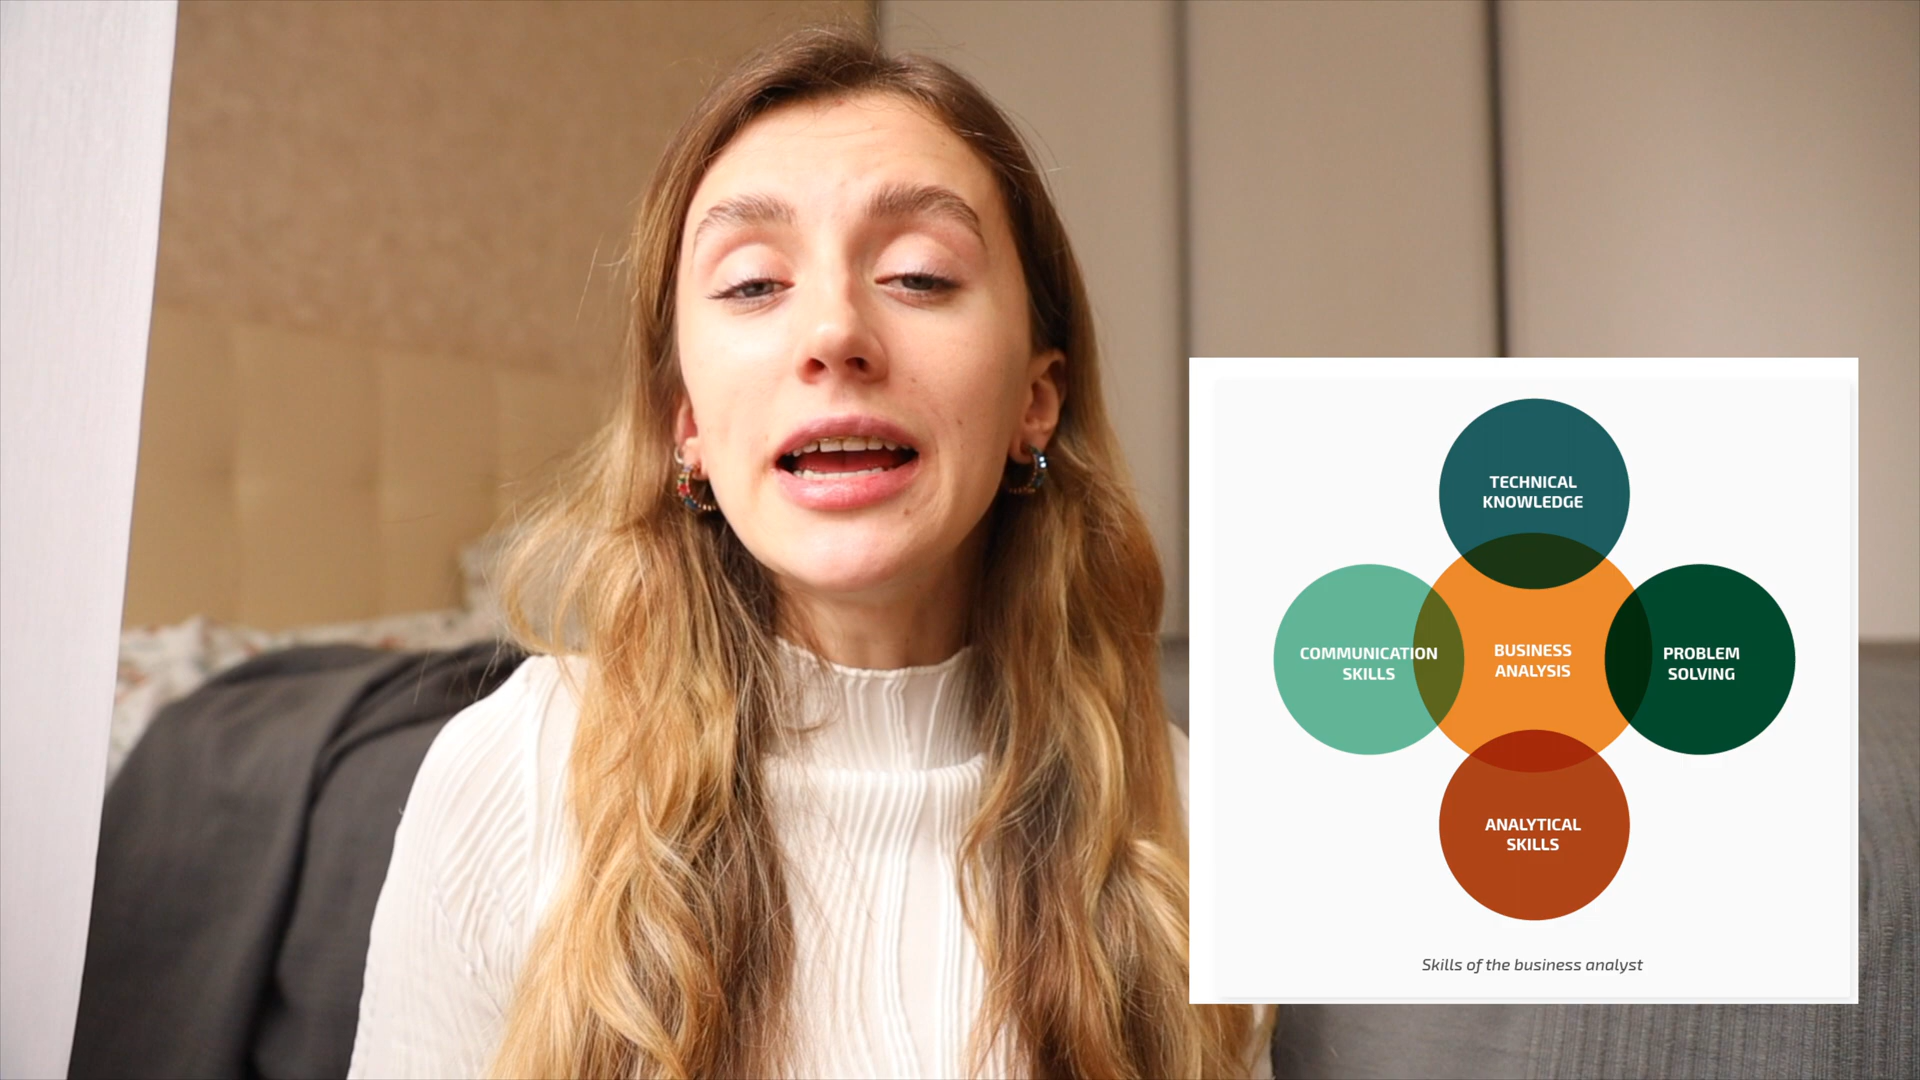 TECHNICAL
KNOWLEDGE
COMMUNICATION
SKILLS
BUSINESS
ANALYSIS
PROBLEM
SOLVING
ANALYTICAL
SKILLS
Skills of the business analyst